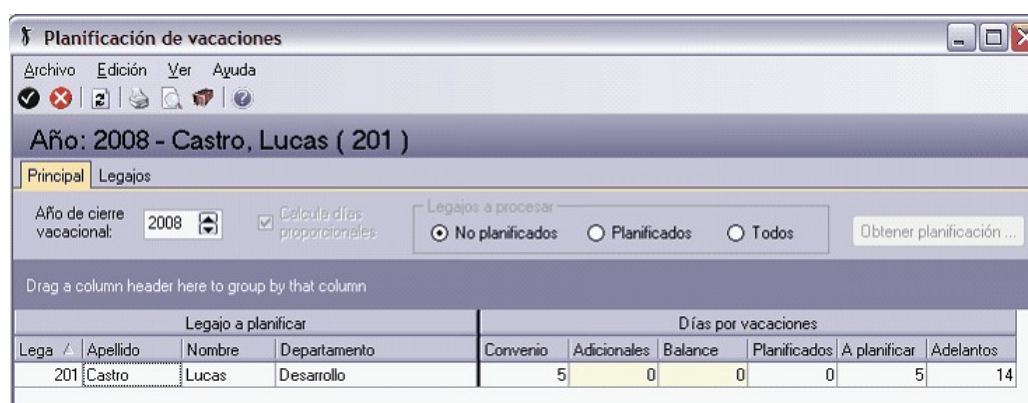 Planificación de vacaciones
Archivo Edición Ver Ayuda
Año: 2008 - Castro, Lucas ( 201 )
Principal Legajos
Año de cierre vacacional: 2008
Calcula días proporcionales
Legajos a procesar
No planificados Planificados Todos
Obtener planificación ...
Drag a column header here to group by that column
Legajo a planificar Días por vacaciones
Lega Apellido Nombre Departamento Convenio Adicionales Balance Planificados A planificar Adelantos
201 Castro Lucas Desarrollo 5 0 0 0 5 14